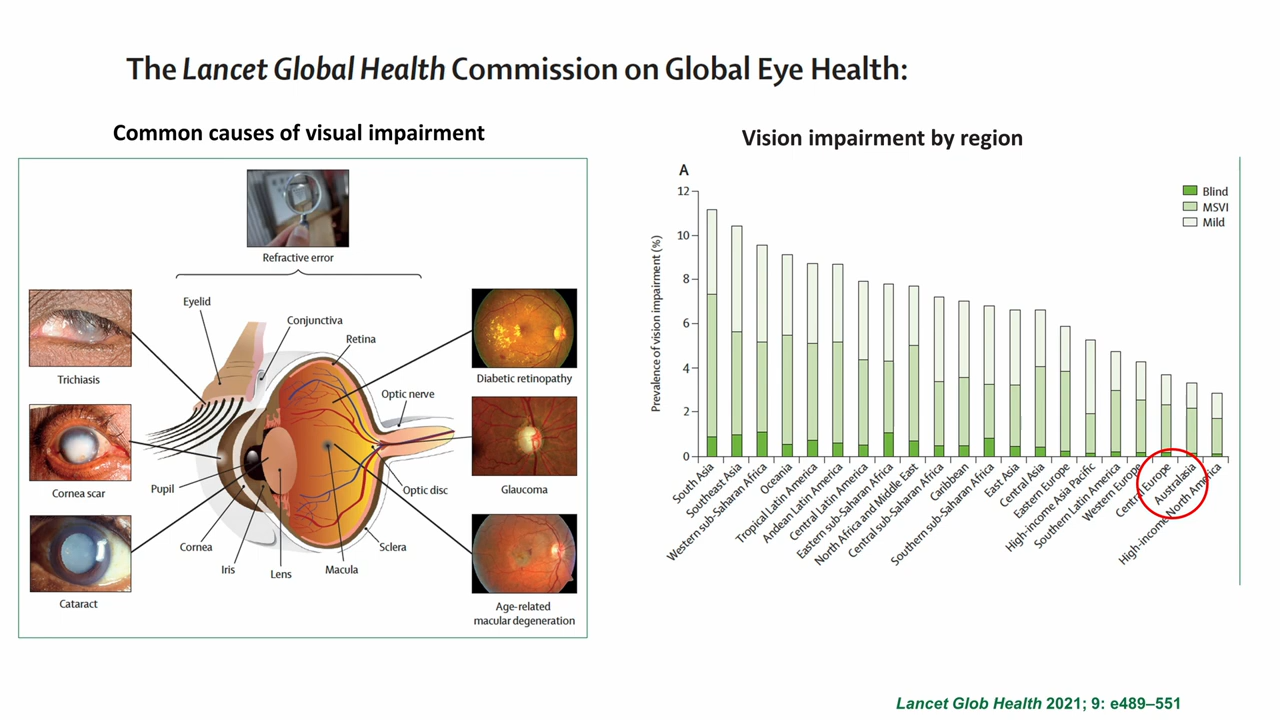 The Lancet Global Health Commission on Global Eye Health:
Common causes of visual impairment
Refractive error
Eyelid
Conjunctiva
Retina
Trichiasis
Diabetic retinopathy
Optic nerve
Cornea scar
Pupil
Optic disc
Glaucoma
Cornea
Iris
Lens
Macula
Sclera
Cataract
Age-related
macular degeneration
Vision impairment by region
A
Prevalence of vision impairment (%)
12
10
8
6
4
2
0
Blind
MSVI
Mild
South Asia
Southeast Asia
Western sub-Saharan Africa
Oceania
Tropical Latin America
Andean Latin America
Central Latin America
Eastern sub-Saharan Africa
North Africa and Middle East
Central sub-Saharan Africa
Caribbean
Southern sub-Saharan Africa
East Asia
Central Asia
Eastern Europe
High-income Asia Pacific
Southern Latin America
Western Europe
Central Europe
Australasia
High-income North America
Lancet Glob Health 2021; 9: e489–551